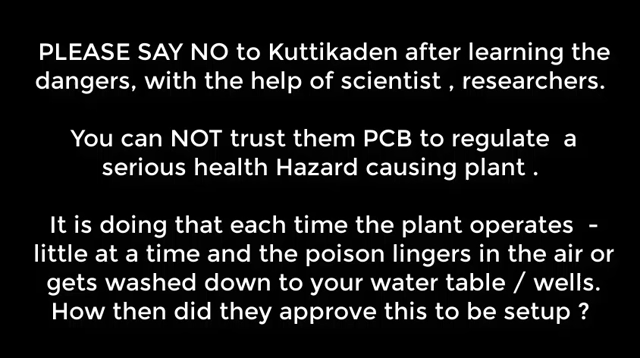 PLEASE SAY NO to Kuttikaden after learning the
dangers, with the help of scientist , researchers.
You can NOT trust them PCB to regulate a
serious health Hazard causing plant .
It is doing that each time the plant operates -
little at a time and the poison lingers in the air or
gets washed down to your water table / wells.
How then did they approve this to be setup ?